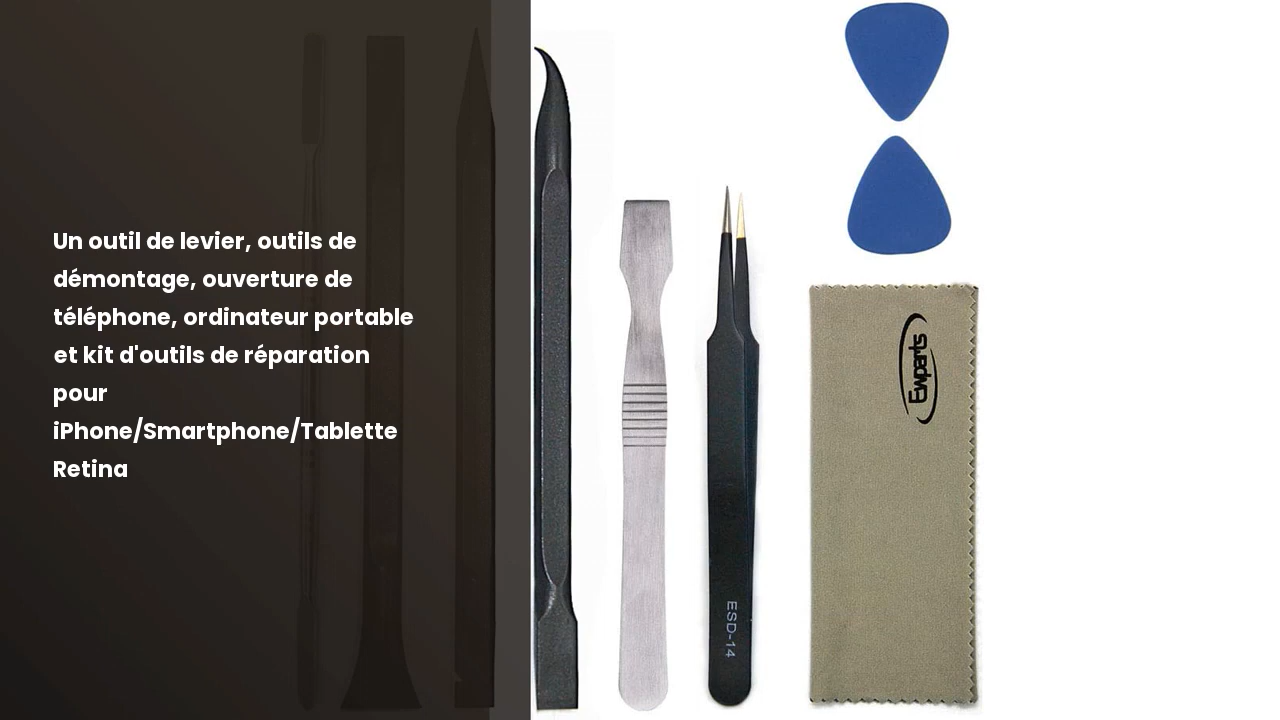 Un outil de levier, outils de
démontage, ouverture de
téléphone, ordinateur portable
et kit d'outils de réparation
pour
iPhone/Smartphone/Tablette
Retina
Ewparts
ESD-14